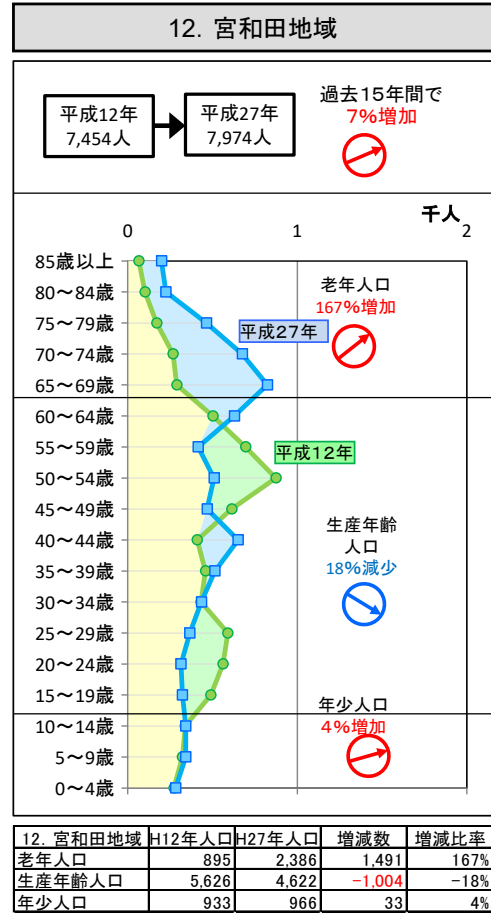 12. 宮和田地域
平成12年
7,454人
平成27年
7,974人
過去15年間で
7%増加
千人
0 1 2
85歳以上
80～84歳
75～79歳
70～74歳
65～69歳
60～64歳
55～59歳
50～54歳
45～49歳
40～44歳
35～39歳
30～34歳
25～29歳
20～24歳
15～19歳
10～14歳
5～9歳
0～4歳
老年人口
167%増加
平成27年
平成12年
生産年齢
人口
18%減少
年少人口
4%増加
12. 宮和田地域 H12年人口 H27年人口 増減数 増減比率
老年人口 895 2,386 1,491 167%
生産年齢人口 5,626 4,622 -1,004 -18%
年少人口 933 966 33 4%